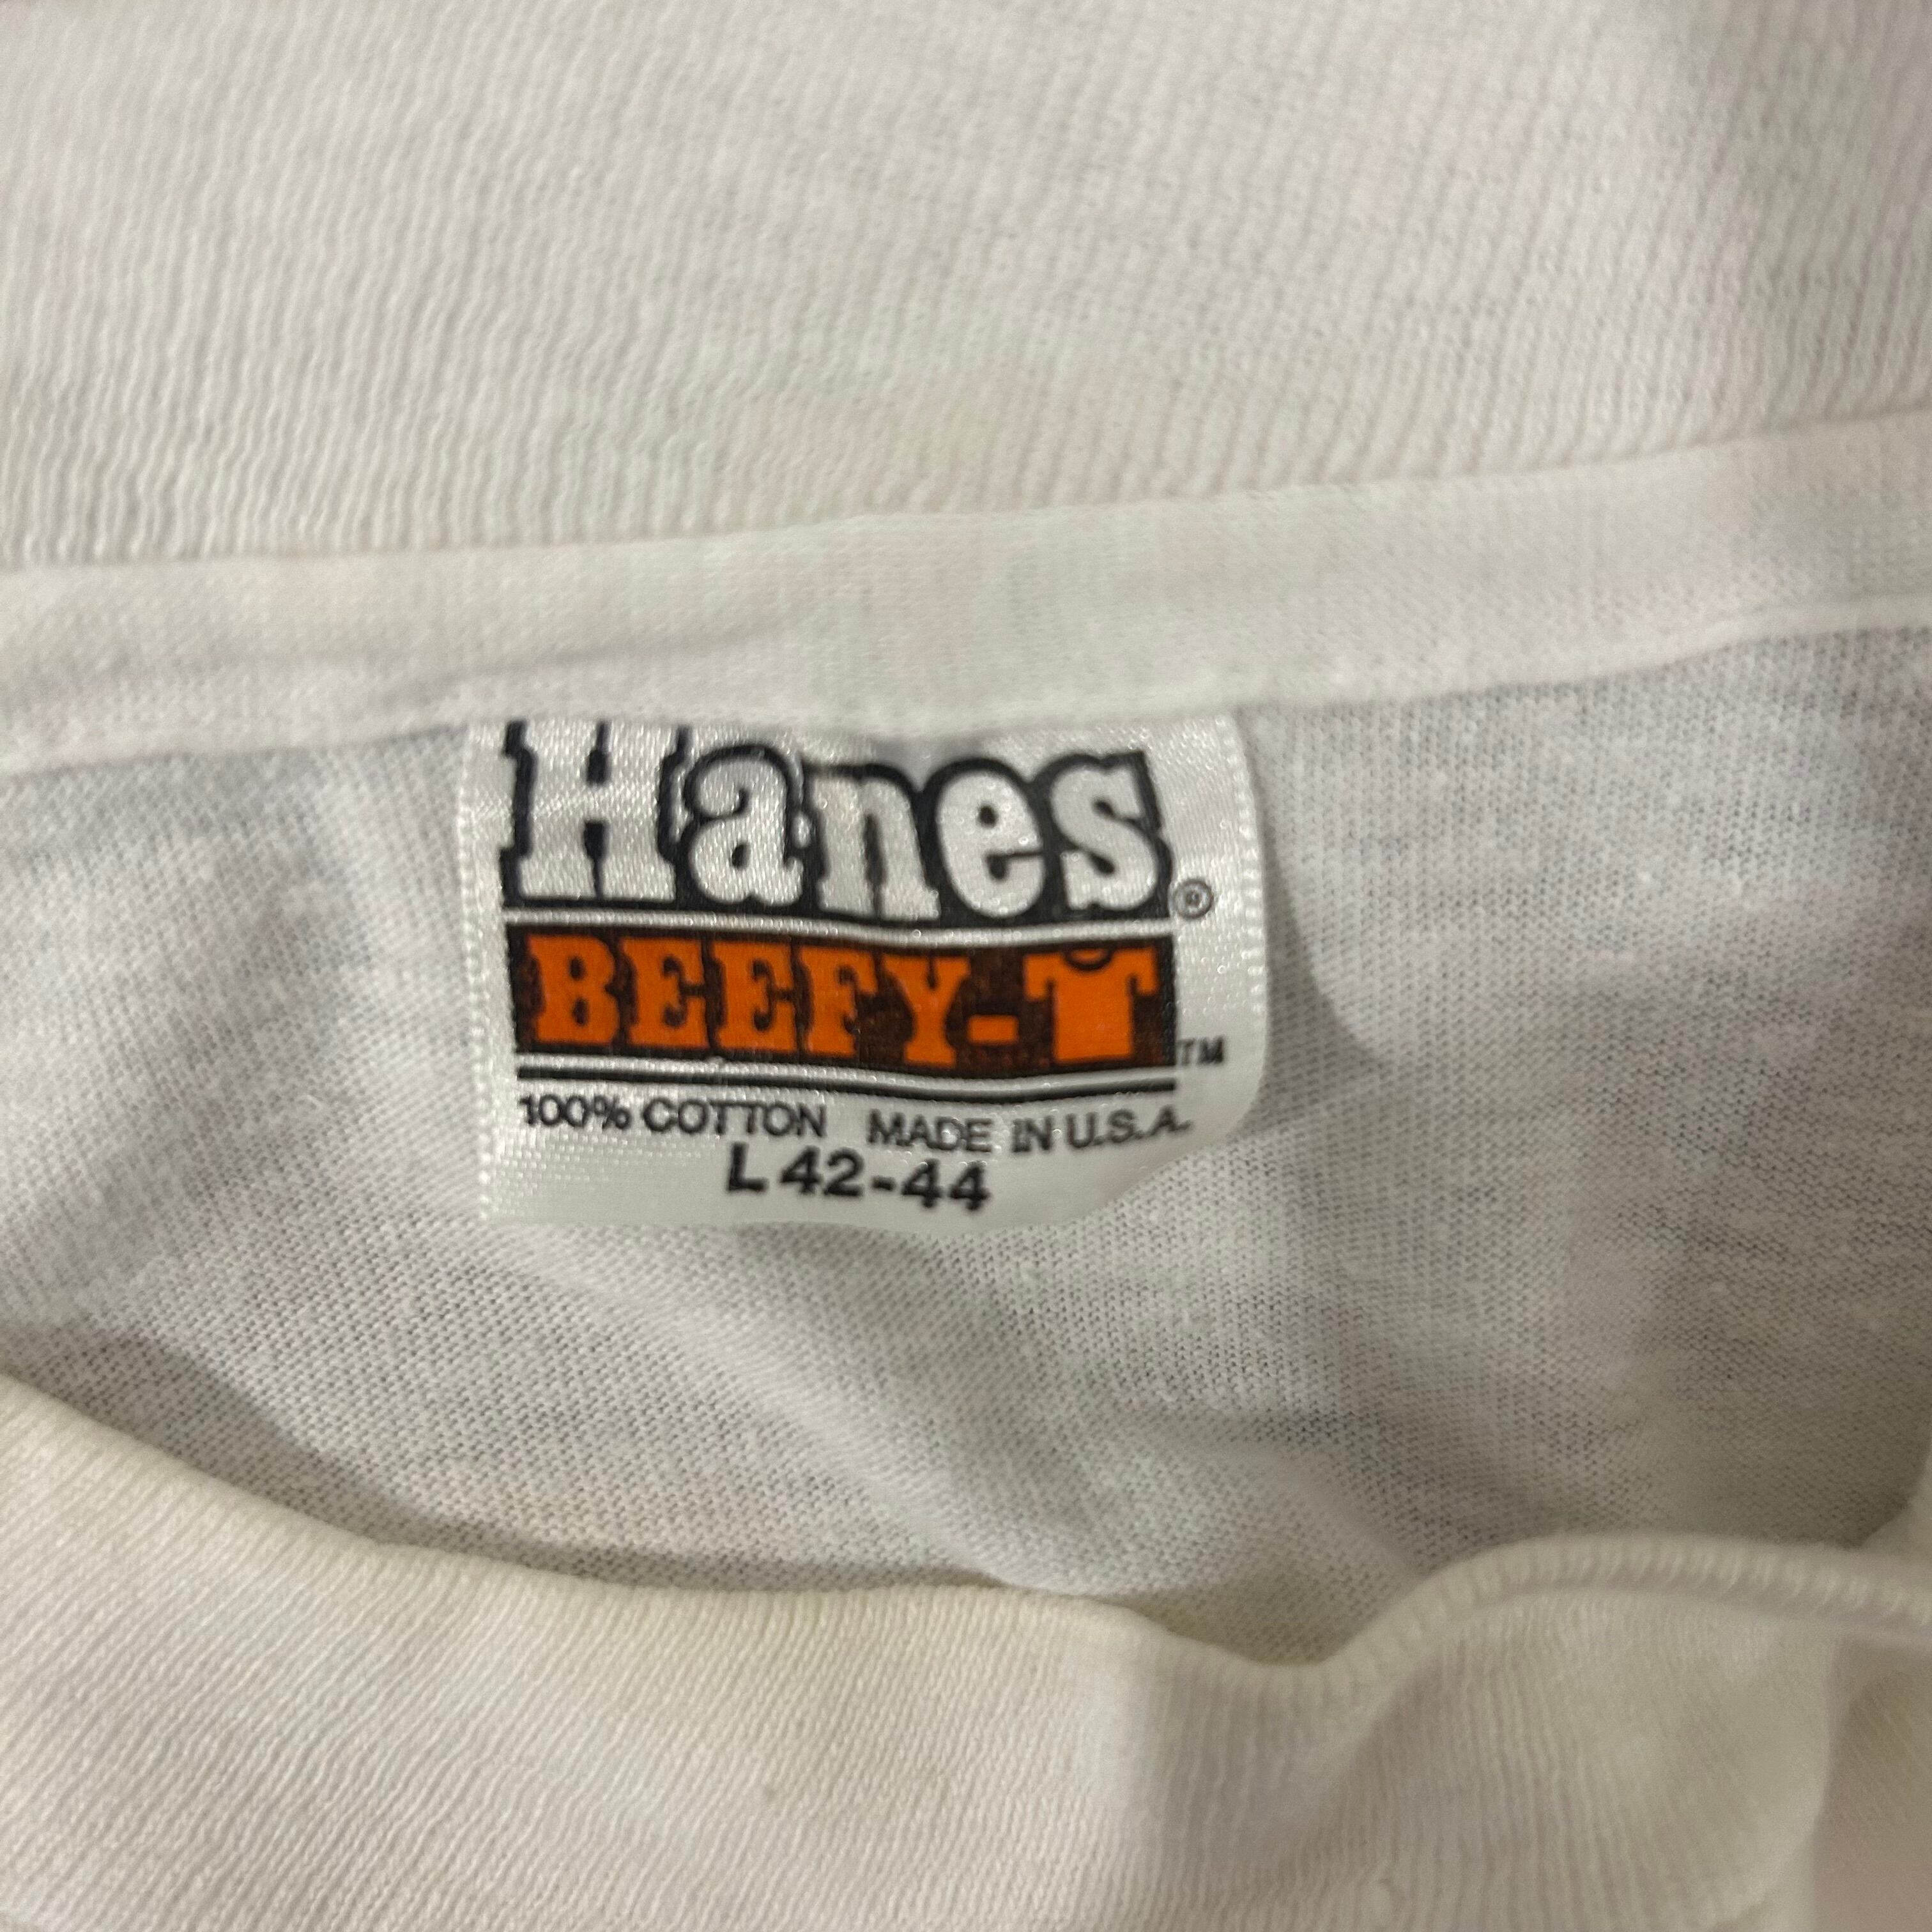 Hanes®
BEEFY-T™
100% COTTON MADE IN U.S.A.
L 42-44